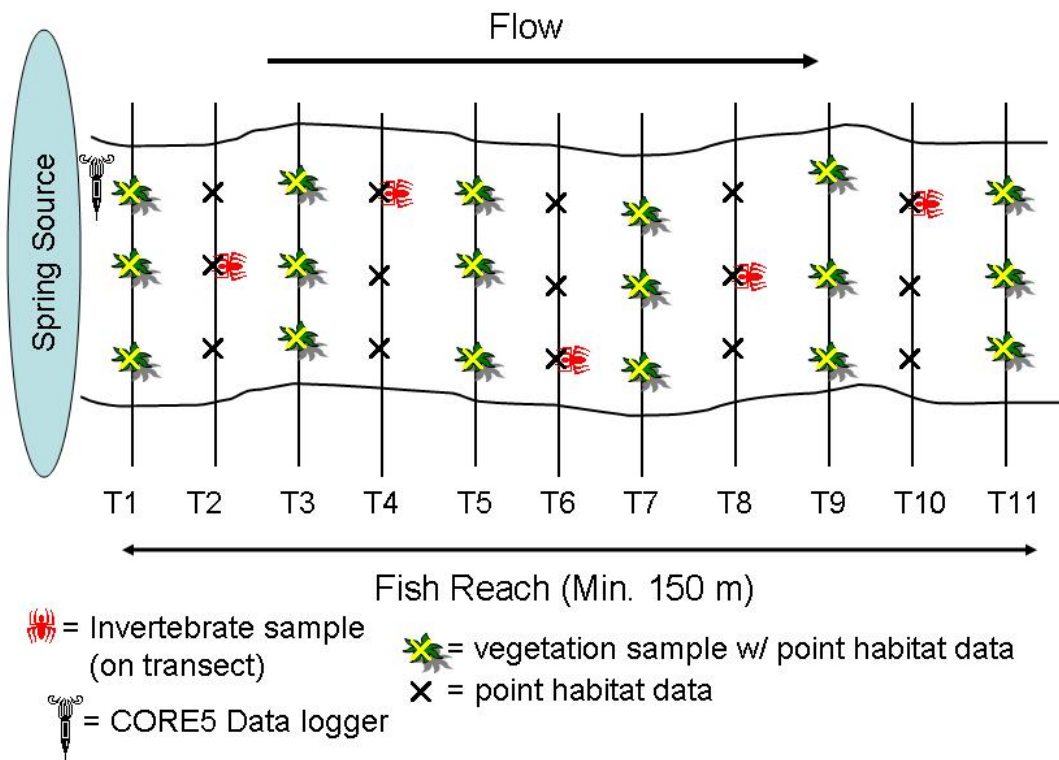 Flow
Spring Source
T1 T2 T3 T4 T5 T6 T7 T8 T9 T10 T11
Fish Reach (Min. 150 m)
= Invertebrate sample
(on transect)
= vegetation sample w/ point habitat data
= point habitat data
= CORE5 Data logger